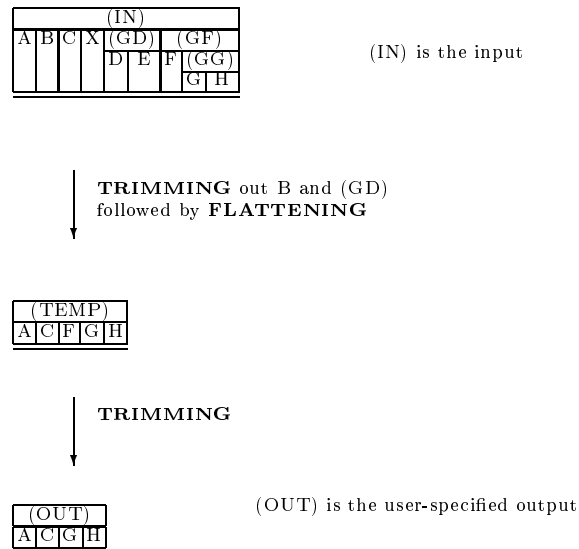 (IN)
A B C X (GD) (GF)
D E F (GG)
G H
(IN) is the input
TRIMMING out B and (GD)
followed by FLATTENING
(TEMP)
A C F G H
TRIMMING
(OUT) is the user-specified output
(OUT)
A C G H